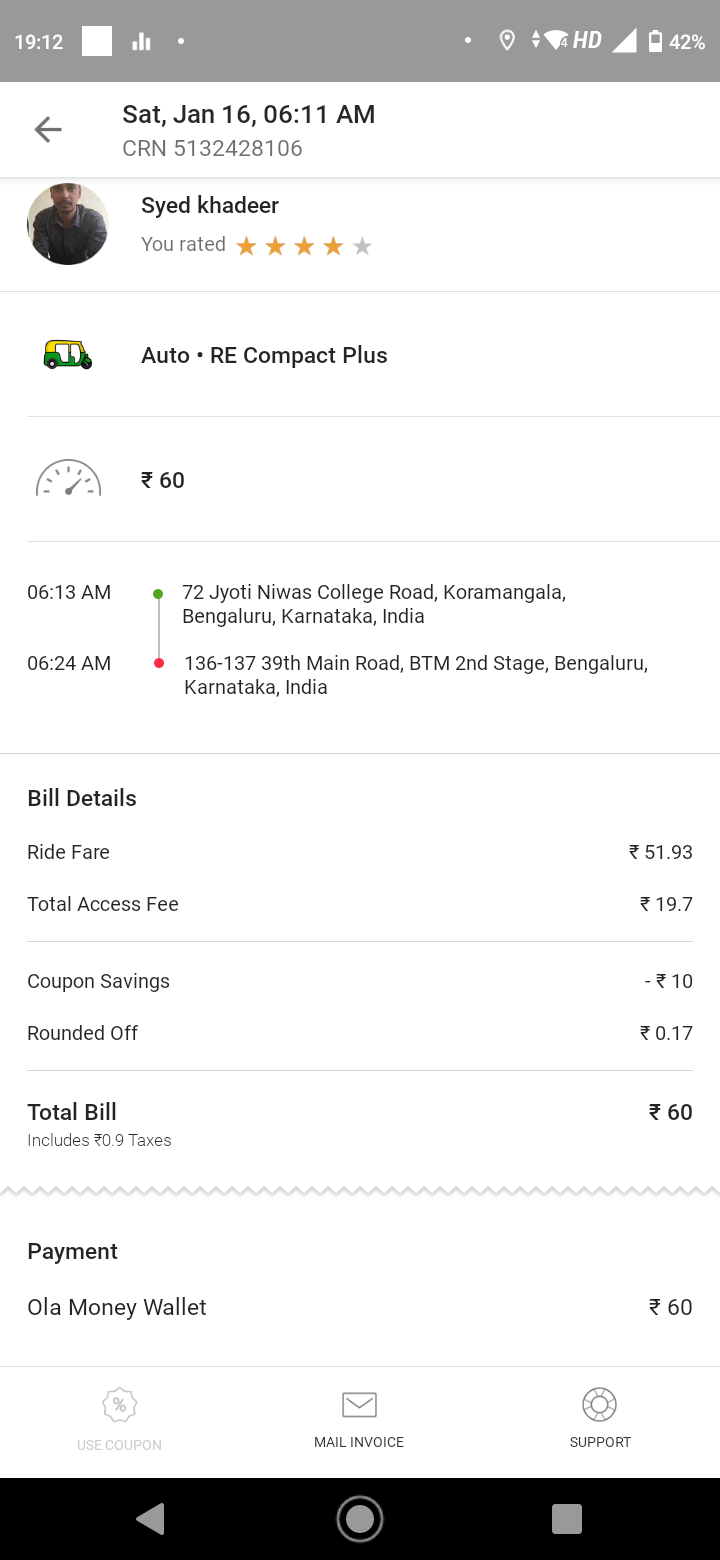 19:12
4 HD 42%
Sat, Jan 16, 06:11 AM
CRN 5132428106
Syed khadeer
You rated
Auto • RE Compact Plus
₹ 60
06:13 AM 72 Jyoti Niwas College Road, Koramangala,
Bengaluru, Karnataka, India
06:24 AM 136-137 39th Main Road, BTM 2nd Stage, Bengaluru,
Karnataka, India
Bill Details
Ride Fare ₹ 51.93
Total Access Fee ₹ 19.7
Coupon Savings - ₹ 10
Rounded Off ₹ 0.17
Total Bill ₹ 60
Includes ₹0.9 Taxes
Payment
Ola Money Wallet ₹ 60
% 
USE COUPON MAIL INVOICE SUPPORT